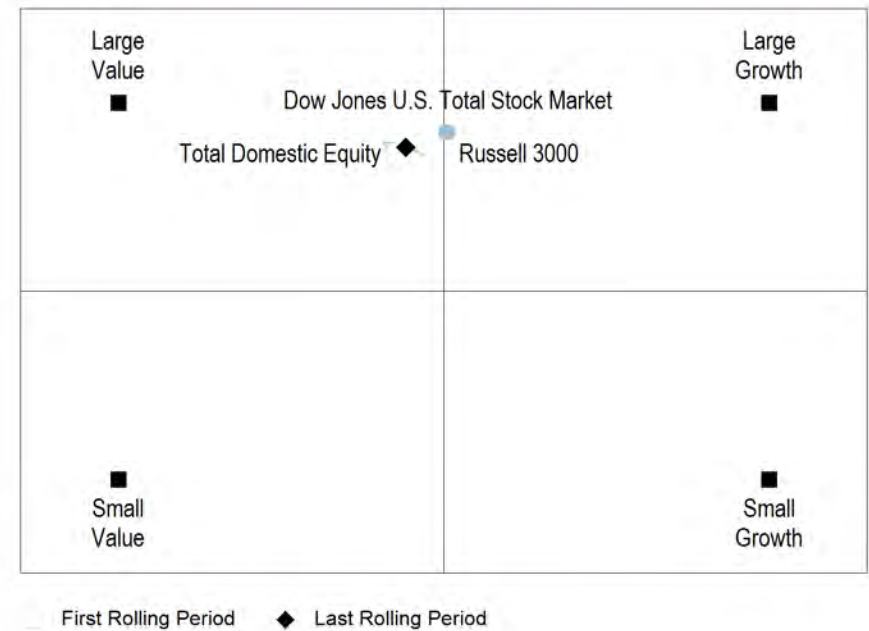 Large
Value
Large
Growth
Dow Jones U.S. Total Stock Market
Total Domestic Equity
Russell 3000
Small
Value
Small
Growth
First Rolling Period
Last Rolling Period